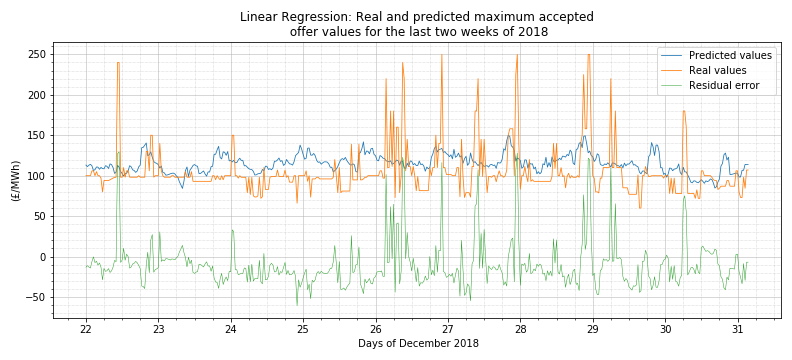 Linear Regression: Real and predicted maximum accepted
offer values for the last two weeks of 2018
Predicted values
Real values
Residual error
(£/MWh)
250
200
150
100
50
0
−50
22 23 24 25 26 27 28 29 30 31
Days of December 2018